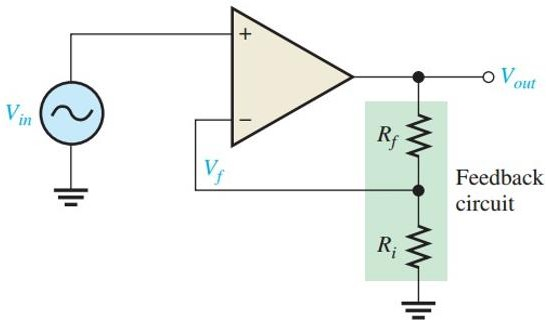 +
V_in
V_out
−
R_f
V_f
Feedback
circuit
R_i